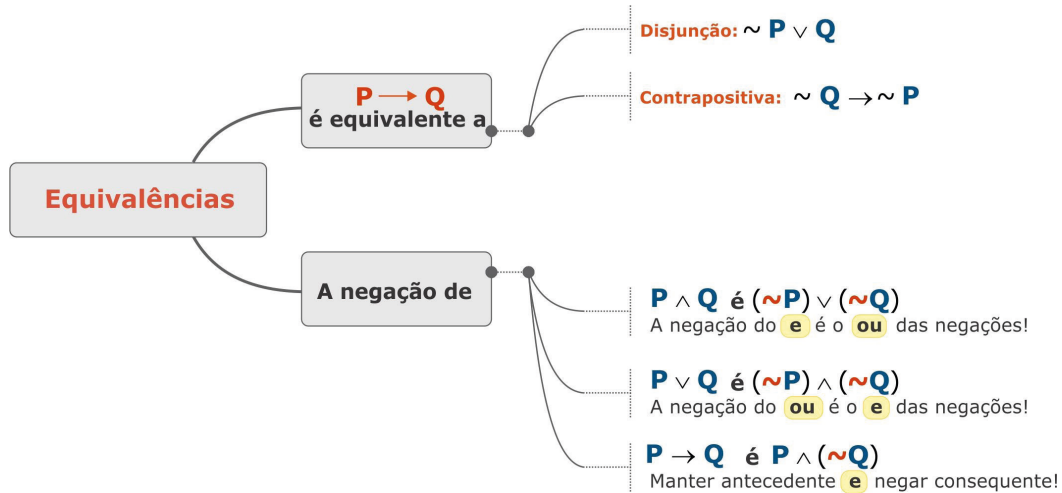 Equivalências
P → Q
é equivalente a
Disjunção: ~ P ∨ Q
Contrapositiva: ~ Q → ~ P
A negação de
P ∧ Q é (~P) ∨ (~Q)
A negação do e é o ou das negações!
P ∨ Q é (~P) ∧ (~Q)
A negação do ou é o e das negações!
P → Q é P ∧ (~Q)
Manter antecedente e negar consequente!